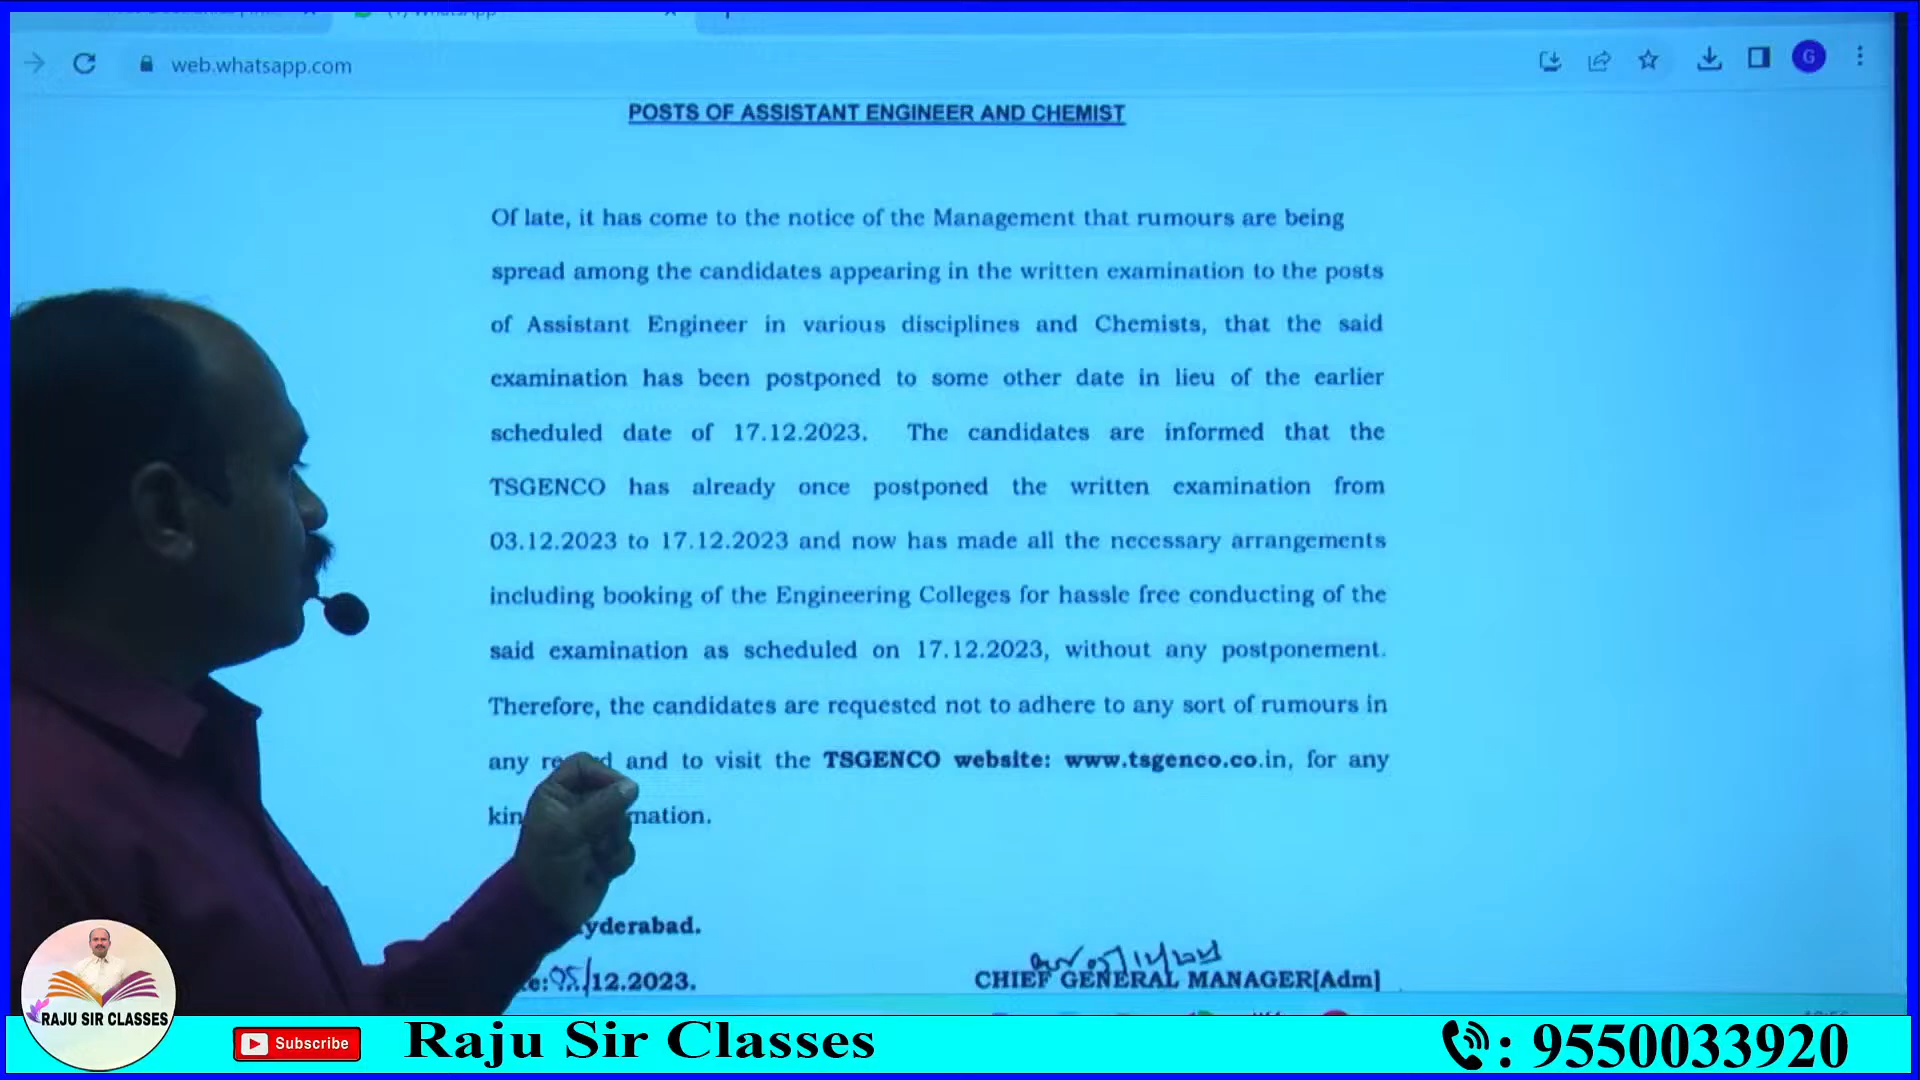 web.whatsapp.com
G
POSTS OF ASSISTANT ENGINEER AND CHEMIST
Of late, it has come to the notice of the Management that rumours are being
spread among the candidates appearing in the written examination to the posts
of Assistant Engineer in various disciplines and Chemists, that the said
examination has been postponed to some other date in lieu of the earlier
scheduled date of 17.12.2023. The candidates are informed that the
TSGENCO has already once postponed the written examination from
03.12.2023 to 17.12.2023 and now has made all the necessary arrangements
including booking of the Engineering Colleges for hassle free conducting of the
said examination as scheduled on 17.12.2023, without any postponement.
Therefore, the candidates are requested not to adhere to any sort of rumours in
any and to visit the TSGENCO website: www.tsgenco.co.in, for any
yderabad.
05/12.2023.
CHIEF GENERAL MANAGER[Adm]
RAJU SIR CLASSES
Subscribe
Raju Sir Classes
: 9550033920